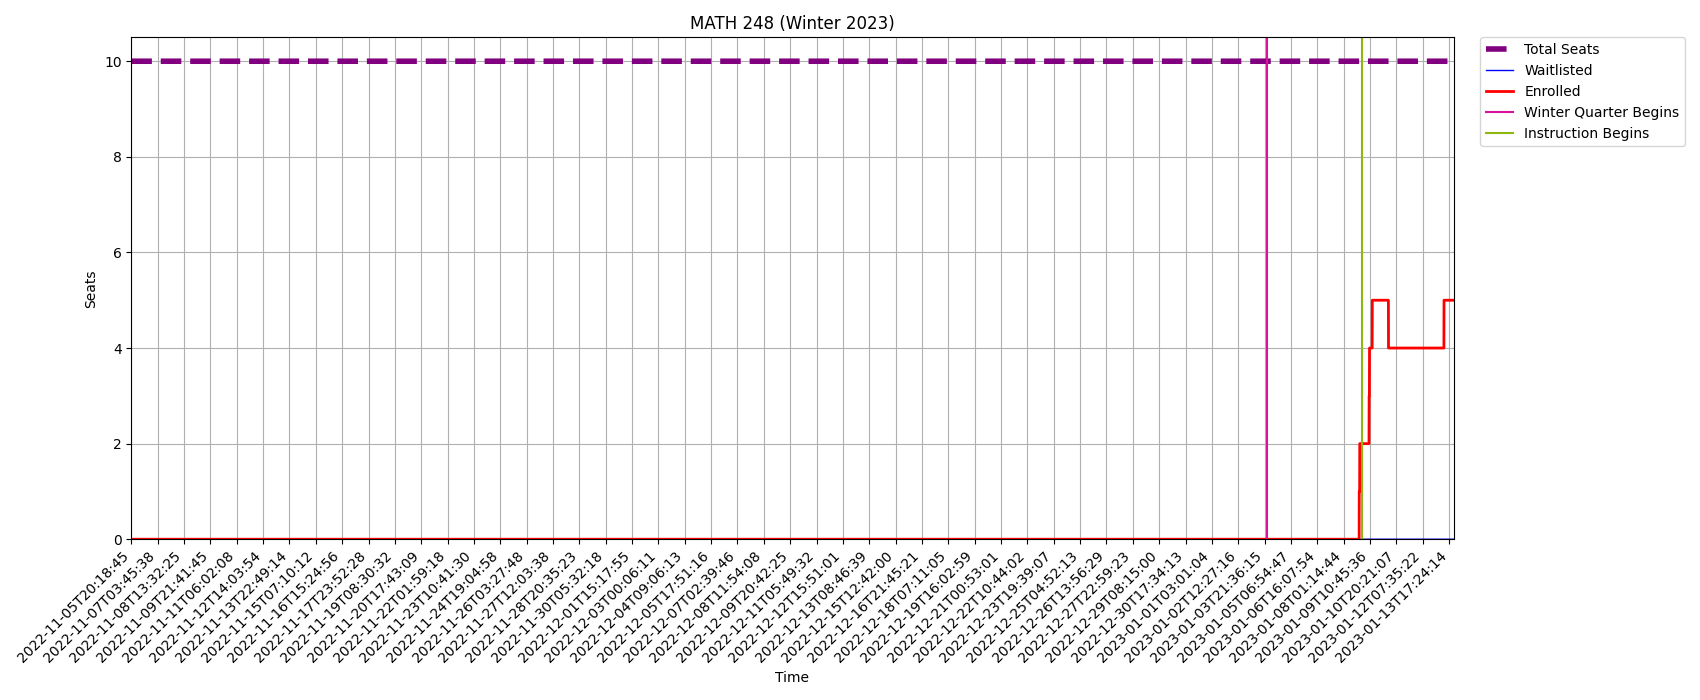 MATH 248 (Winter 2023)
Total Seats
Waitlisted
Enrolled
Winter Quarter Begins
Instruction Begins
Seats
10
8
6
4
2
0
2022-11-05T20:18:45
2022-11-07T03:45:38
2022-11-08T13:32:25
2022-11-09T21:41:45
2022-11-11T06:02:08
2022-11-12T14:03:54
2022-11-13T22:49:14
2022-11-15T07:10:12
2022-11-16T15:24:56
2022-11-17T23:52:28
2022-11-19T08:30:32
2022-11-20T17:43:09
2022-11-22T01:59:18
2022-11-23T10:41:30
2022-11-24T19:04:58
2022-11-26T03:27:48
2022-11-27T12:03:38
2022-11-28T20:35:23
2022-11-30T05:32:18
2022-12-01T15:17:55
2022-12-03T00:06:11
2022-12-04T09:06:13
2022-12-05T17:51:16
2022-12-07T02:39:46
2022-12-08T11:54:08
2022-12-09T20:42:25
2022-12-11T05:49:32
2022-12-12T15:51:01
2022-12-13T08:46:39
2022-12-15T12:42:00
2022-12-16T21:45:21
2022-12-18T07:11:05
2022-12-19T16:02:59
2022-12-21T00:53:01
2022-12-22T10:44:02
2022-12-23T19:39:07
2022-12-25T04:52:13
2022-12-26T13:56:29
2022-12-27T22:59:23
2022-12-29T08:15:00
2022-12-30T17:34:13
2023-01-01T03:01:04
2023-01-02T12:27:16
2023-01-03T21:36:15
2023-01-05T06:54:47
2023-01-06T16:07:54
2023-01-08T01:14:44
2023-01-09T10:45:36
2023-01-10T20:21:07
2023-01-12T07:35:22
2023-01-13T17:24:14
Time